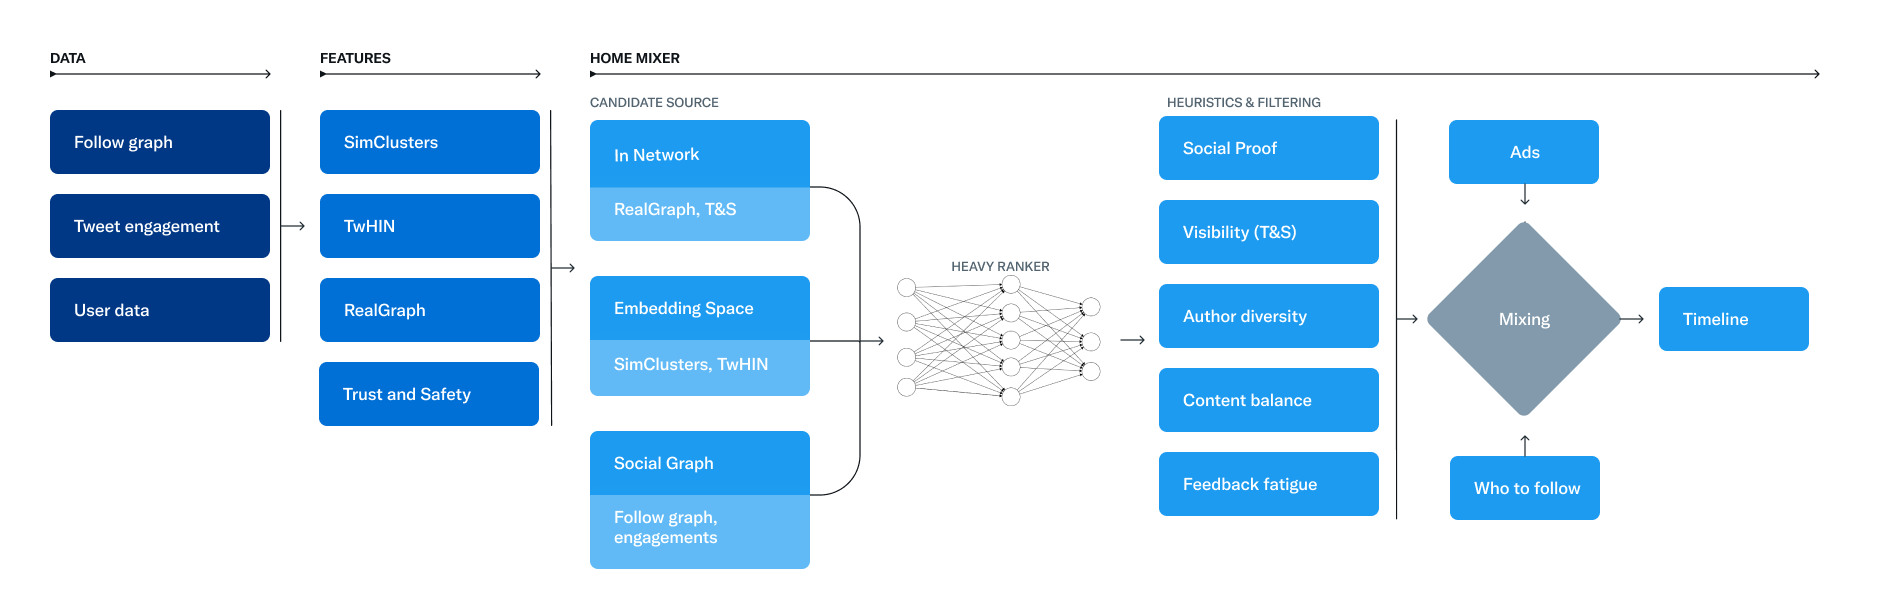 DATA
Follow graph
Tweet engagement
User data
FEATURES
SimClusters
TwHIN
RealGraph
Trust and Safety
HOME MIXER
CANDIDATE SOURCE
In Network
RealGraph, T&S
Embedding Space
SimClusters, TwHIN
Social Graph
Follow graph,
engagements
HEAVY RANKER
HEURISTICS & FILTERING
Social Proof
Visibility (T&S)
Author diversity
Content balance
Feedback fatigue
Ads
Mixing
Who to follow
Timeline